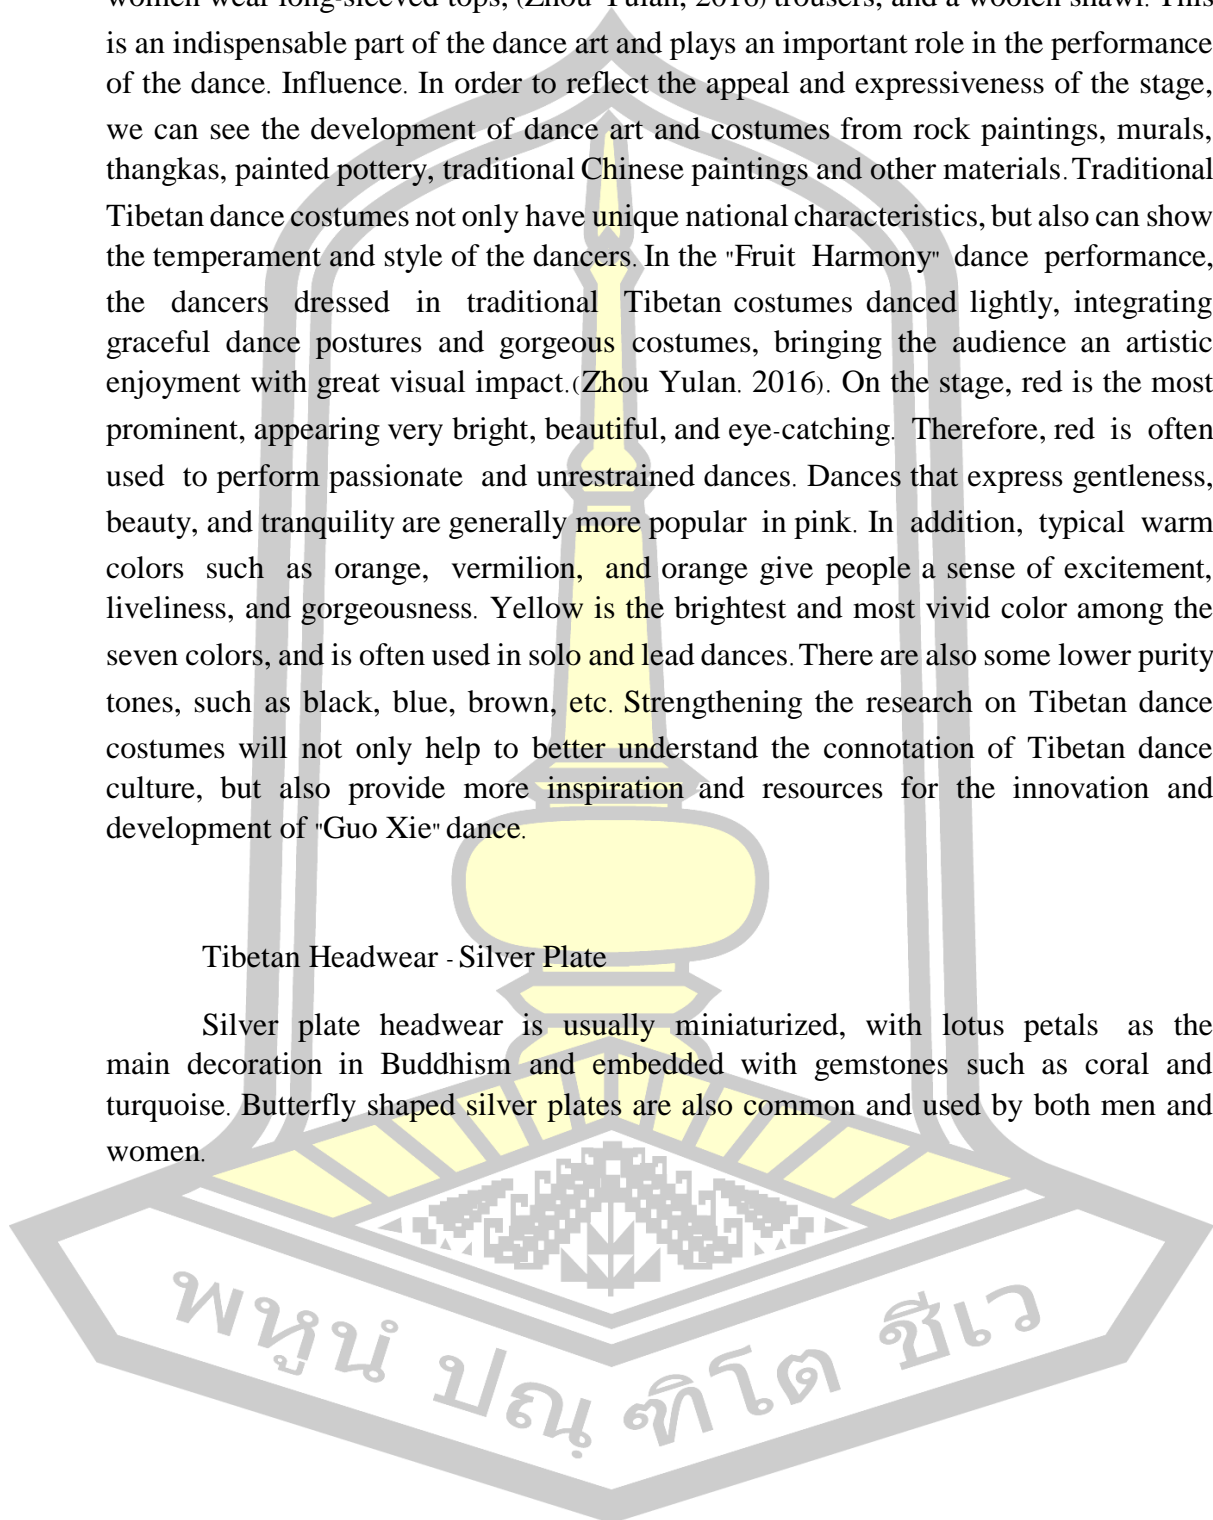 women wear long-sleeved tops, (Zhou Yulan, 2016) trousers, and a woolen shawl. This
is an indispensable part of the dance art and plays an important role in the performance
of the dance. Influence. In order to reflect the appeal and expressiveness of the stage,
we can see the development of dance art and costumes from rock paintings, murals,
thangkas, painted pottery, traditional Chinese paintings and other materials. Traditional
Tibetan dance costumes not only have unique national characteristics, but also can show
the temperament and style of the dancers. In the "Fruit Harmony" dance performance,
the dancers dressed in traditional Tibetan costumes danced lightly, integrating
graceful dance postures and gorgeous costumes, bringing the audience an artistic
enjoyment with great visual impact.(Zhou Yulan. 2016). On the stage, red is the most
prominent, appearing very bright, beautiful, and eye-catching. Therefore, red is often
used to perform passionate and unrestrained dances. Dances that express gentleness,
beauty, and tranquility are generally more popular in pink. In addition, typical warm
colors such as orange, vermilion, and orange give people a sense of excitement,
liveliness, and gorgeousness. Yellow is the brightest and most vivid color among the
seven colors, and is often used in solo and lead dances. There are also some lower purity
tones, such as black, blue, brown, etc. Strengthening the research on Tibetan dance
costumes will not only help to better understand the connotation of Tibetan dance
culture, but also provide more inspiration and resources for the innovation and
development of "Guo Xie" dance.
Tibetan Headwear - Silver Plate
Silver plate headwear is usually miniaturized, with lotus petals as the
main decoration in Buddhism and embedded with gemstones such as coral and
turquoise. Butterfly shaped silver plates are also common and used by both men and
women.
พหูนํ ปณฺฑิโต ชีเว